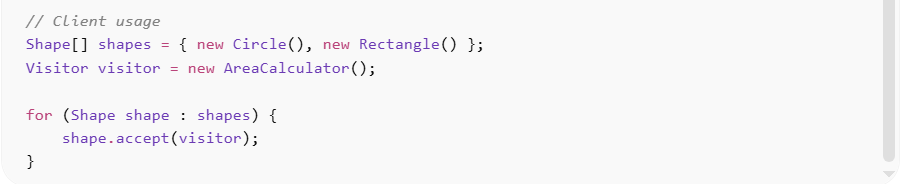 // Client usage
Shape[] shapes = { new Circle(), new Rectangle() };
Visitor visitor = new AreaCalculator();

for (Shape shape : shapes) {
    shape.accept(visitor);
}